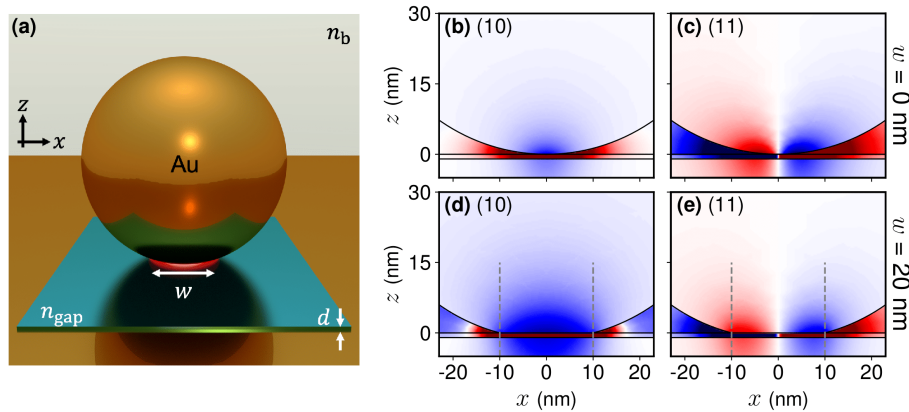 (a)
n_b
z
x
Au
w
n_gap
d
(b) (10)
(c) (11)
w = 0 nm
30
15
0
z (nm)
(d) (10)
(e) (11)
w = 20 nm
30
15
0
z (nm)
-20 -10 0 10 20
-20 -10 0 10 20
x (nm)
x (nm)